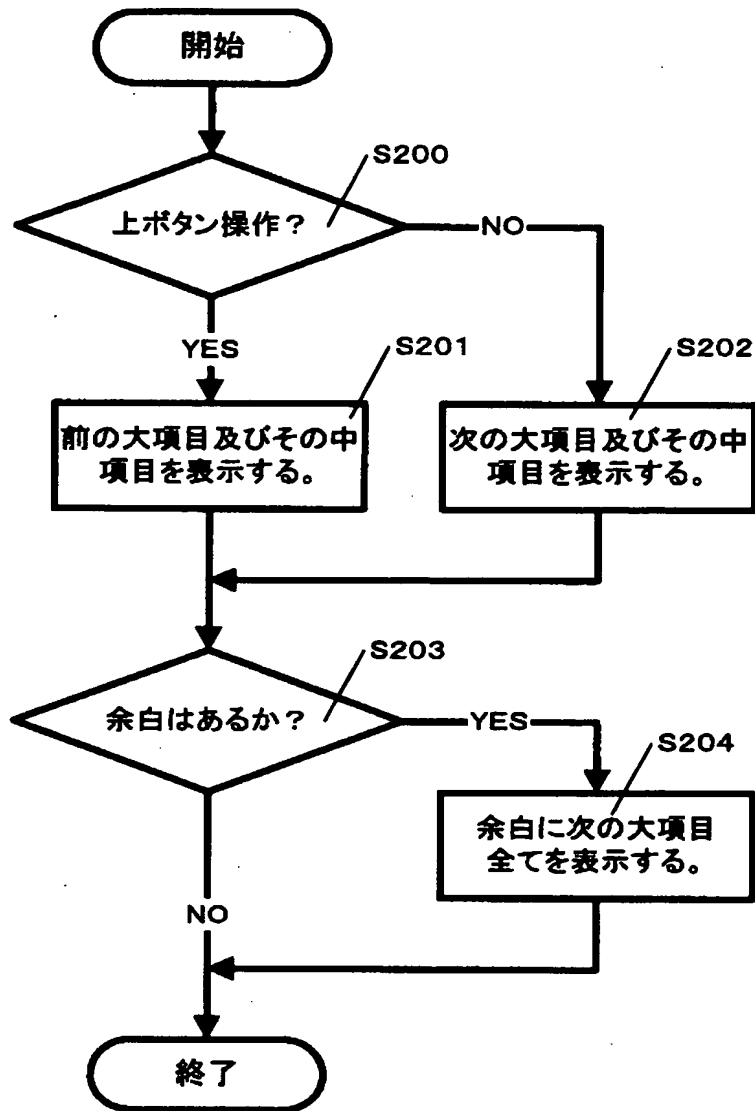 開始
S200
上ボタン操作?
NO
YES
S201
S202
前の大項目及びその中
項目を表示する。
次の大項目及びその中
項目を表示する。
S203
余白はあるか?
YES
S204
余白に次の大項目
全てを表示する。
NO
終了